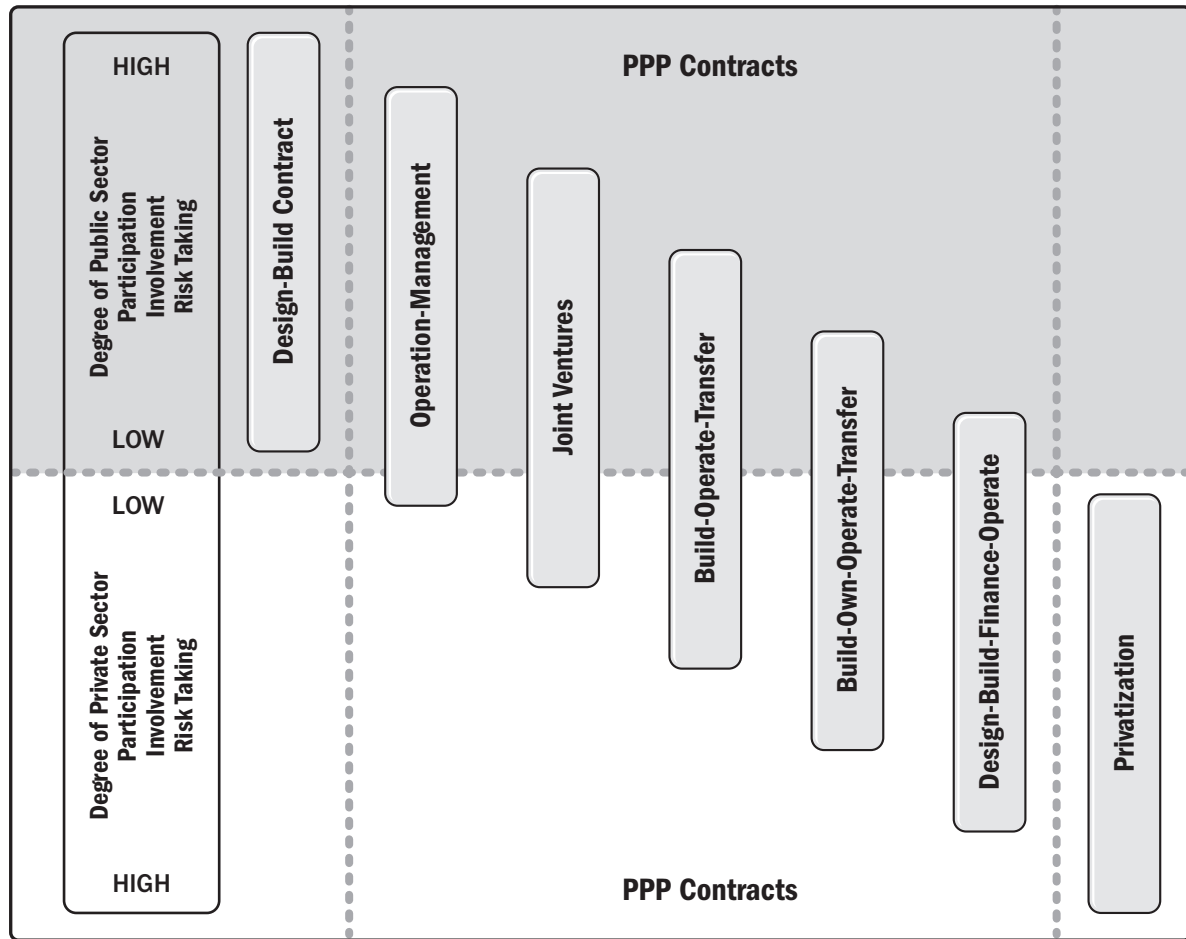 HIGH
Degree of Public Sector
Participation
Involvement
Risk Taking
LOW
LOW
Degree of Private Sector
Participation
Involvement
Risk Taking
HIGH
Design-Build Contract
PPP Contracts
Operation-Management
Joint Ventures
Build-Operate-Transfer
Build-Own-Operate-Transfer
Design-Build-Finance-Operate
PPP Contracts
Privatization